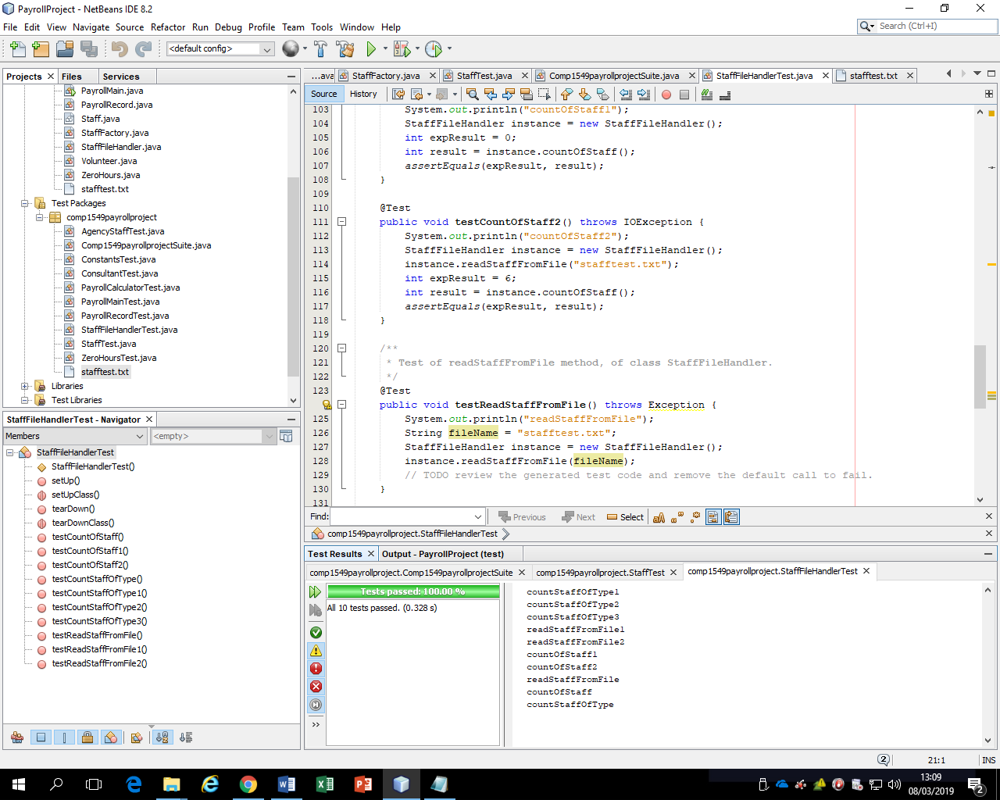 PayrollProject - NetBeans IDE 8.2
File Edit View Navigate Source Refactor Run Debug Profile Team Tools Window Help
Search (Ctrl+I)
<default config>
Projects Files Services
PayrollMain.java
PayrollRecord.java
Staff.java
StaffFactory.java
StaffFileHandler.java
Volunteer.java
ZeroHours.java
stafftest.txt
Test Packages
comp1549payrollproject
AgencyStaffTest.java
Comp1549payrollprojectSuite.java
ConstantsTest.java
ConsultantTest.java
PayrollCalculatorTest.java
PayrollMainTest.java
PayrollRecordTest.java
StaffFileHandlerTest.java
StaffTest.java
ZeroHoursTest.java
stafftest.txt
Libraries
Test Libraries
StaffFileHandlerTest - Navigator
Members <empty>
StaffFileHandlerTest
StaffFileHandlerTest()
setUp()
setUpClass()
tearDown()
tearDownClass()
testCountOfStaff()
testCountOfStaff1()
testCountOfStaff2()
testCountStaffOfType()
testCountStaffOfType1()
testCountStaffOfType2()
testCountStaffOfType3()
testReadStaffFromFile()
testReadStaffFromFile1()
testReadStaffFromFile2()
...ava StaffFactory.java StaffTest.java Comp1549payrollprojectSuite.java StaffFileHandlerTest.java stafftest.txt
Source History
103 System.out.println("countOfStaff1");
104 StaffFileHandler instance = new StaffFileHandler();
105 int expResult = 0;
106 int result = instance.countOfStaff();
107 assertEquals(expResult, result);
108 }
109
110 @Test
111 public void testCountOfStaff2() throws IOException {
112 System.out.println("countOfStaff2");
113 StaffFileHandler instance = new StaffFileHandler();
114 instance.readStaffFromFile("stafftest.txt");
115 int expResult = 6;
116 int result = instance.countOfStaff();
117 assertEquals(expResult, result);
118 }
119
120 /**
121 * Test of readStaffFromFile method, of class StaffFileHandler.
122 */
123 @Test
public void testReadStaffFromFile() throws Exception {
125 System.out.println("readStaffFromFile");
126 String fileName = "stafftest.txt";
127 StaffFileHandler instance = new StaffFileHandler();
128 instance.readStaffFromFile(fileName);
129 // TODO review the generated test code and remove the default call to fail.
130 }
131
Find: Previous Next Select
comp1549payrollproject.StaffFileHandlerTest
Test Results Output - PayrollProject (test)
comp1549payrollproject.Comp1549payrollprojectSuite comp1549payrollproject.StaffTest comp1549payrollproject.StaffFileHandlerTest
Tests passed: 100.00 %
All 10 tests passed. (0.328 s)
countStaffOfType1
countStaffOfType2
countStaffOfType3
readStaffFromFile1
readStaffFromFile2
countOfStaff1
countOfStaff2
readStaffFromFile
countOfStaff
countStaffOfType
2 21:1 INS
13:09
08/03/2019
2